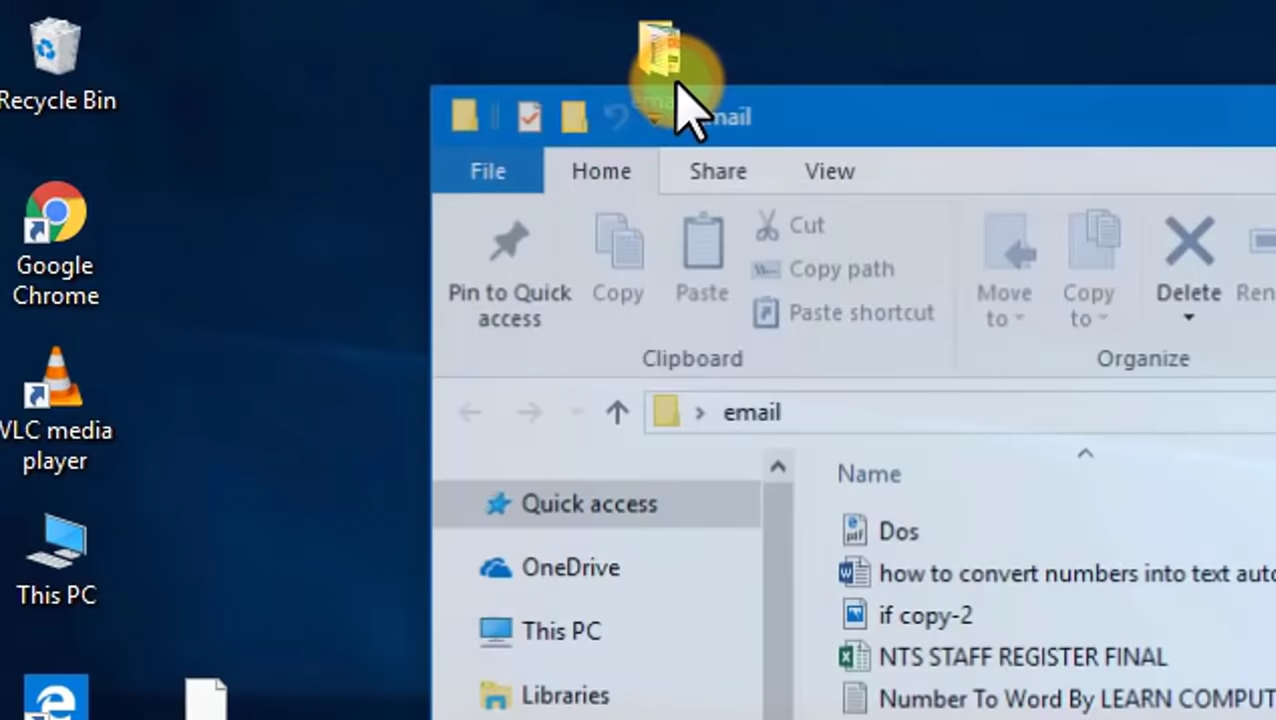 Recycle Bin
Google
Chrome
VLC media
player
This PC
email
File
Home
Share
View
Pin to Quick
access
Copy
Paste
Cut
Copy path
Paste shortcut
Move
to
Copy
to
Delete
Clipboard
Organize
email
Name
Quick access
OneDrive
This PC
Libraries
Dos
how to convert numbers into text
if copy-2
NTS STAFF REGISTER FINAL
Number To Word By LEARN